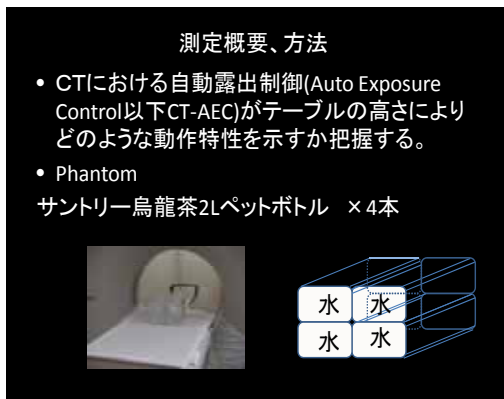 測定概要、方法
• CTにおける自動露出制御(Auto Exposure
Control以下CT-AEC)がテーブルの高さにより
どのような動作特性を示すか把握する。
• Phantom
サントリー烏龍茶2Lペットボトル ×4本
水 水
水 水